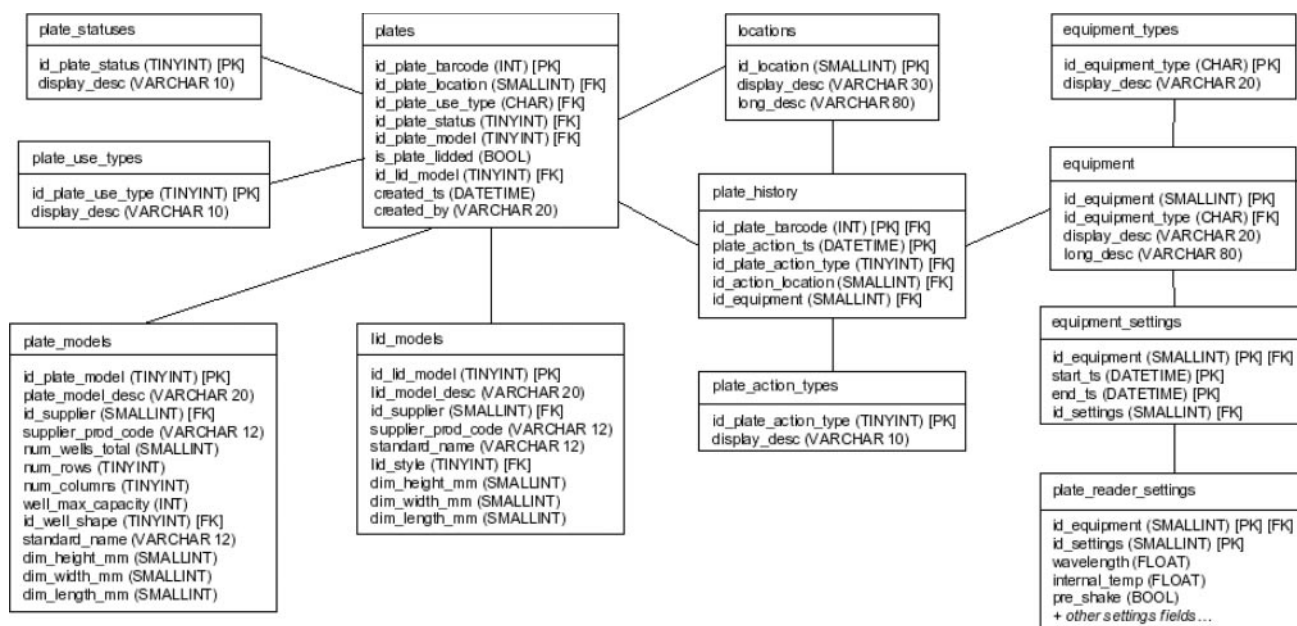 plate_statuses
id_plate_status (TINYINT) [PK]
display_desc (VARCHAR 10)
plate_use_types
id_plate_use_type (TINYINT) [PK]
display_desc (VARCHAR 10)
plates
id_plate_barcode (INT) [PK]
id_plate_location (SMALLINT) [FK]
id_plate_use_type (CHAR) [FK]
id_plate_status (TINYINT) [FK]
id_plate_model (TINYINT) [FK]
is_plate_lidded (BOOL)
id_lid_model (TINYINT) [FK]
created_ts (DATETIME)
created_by (VARCHAR 20)
locations
id_location (SMALLINT) [PK]
display_desc (VARCHAR 30)
long_desc (VARCHAR 80)
equipment_types
id_equipment_type (CHAR) [PK]
display_desc (VARCHAR 20)
plate_history
id_plate_barcode (INT) [PK] [FK]
plate_action_ts (DATETIME) [PK]
id_plate_action_type (TINYINT) [FK]
id_action_location (SMALLINT) [FK]
id_equipment (SMALLINT) [FK]
equipment
id_equipment (SMALLINT) [PK]
id_equipment_type (CHAR) [FK]
display_desc (VARCHAR 20)
long_desc (VARCHAR 80)
plate_models
id_plate_model (TINYINT) [PK]
plate_model_desc (VARCHAR 20)
id_supplier (SMALLINT) [FK]
supplier_prod_code (VARCHAR 12)
num_wells_total (SMALLINT)
num_rows (TINYINT)
num_columns (TINYINT)
well_max_capacity (INT)
id_well_shape (TINYINT) [FK]
standard_name (VARCHAR 12)
dim_height_mm (SMALLINT)
dim_width_mm (SMALLINT)
dim_length_mm (SMALLINT)
lid_models
id_lid_model (TINYINT) [PK]
lid_model_desc (VARCHAR 20)
id_supplier (SMALLINT) [FK]
supplier_prod_code (VARCHAR 12)
standard_name (VARCHAR 12)
lid_style (TINYINT) [FK]
dim_height_mm (SMALLINT)
dim_width_mm (SMALLINT)
dim_length_mm (SMALLINT)
plate_action_types
id_plate_action_type (TINYINT) [PK]
display_desc (VARCHAR 10)
equipment_settings
id_equipment (SMALLINT) [PK] [FK]
start_ts (DATETIME) [PK]
end_ts (DATETIME) [PK]
id_settings (SMALLINT) [FK]
plate_reader_settings
id_equipment (SMALLINT) [PK] [FK]
id_settings (SMALLINT) [PK]
wavelength (FLOAT)
internal_temp (FLOAT)
pre_shake (BOOL)
+ other settings fields…